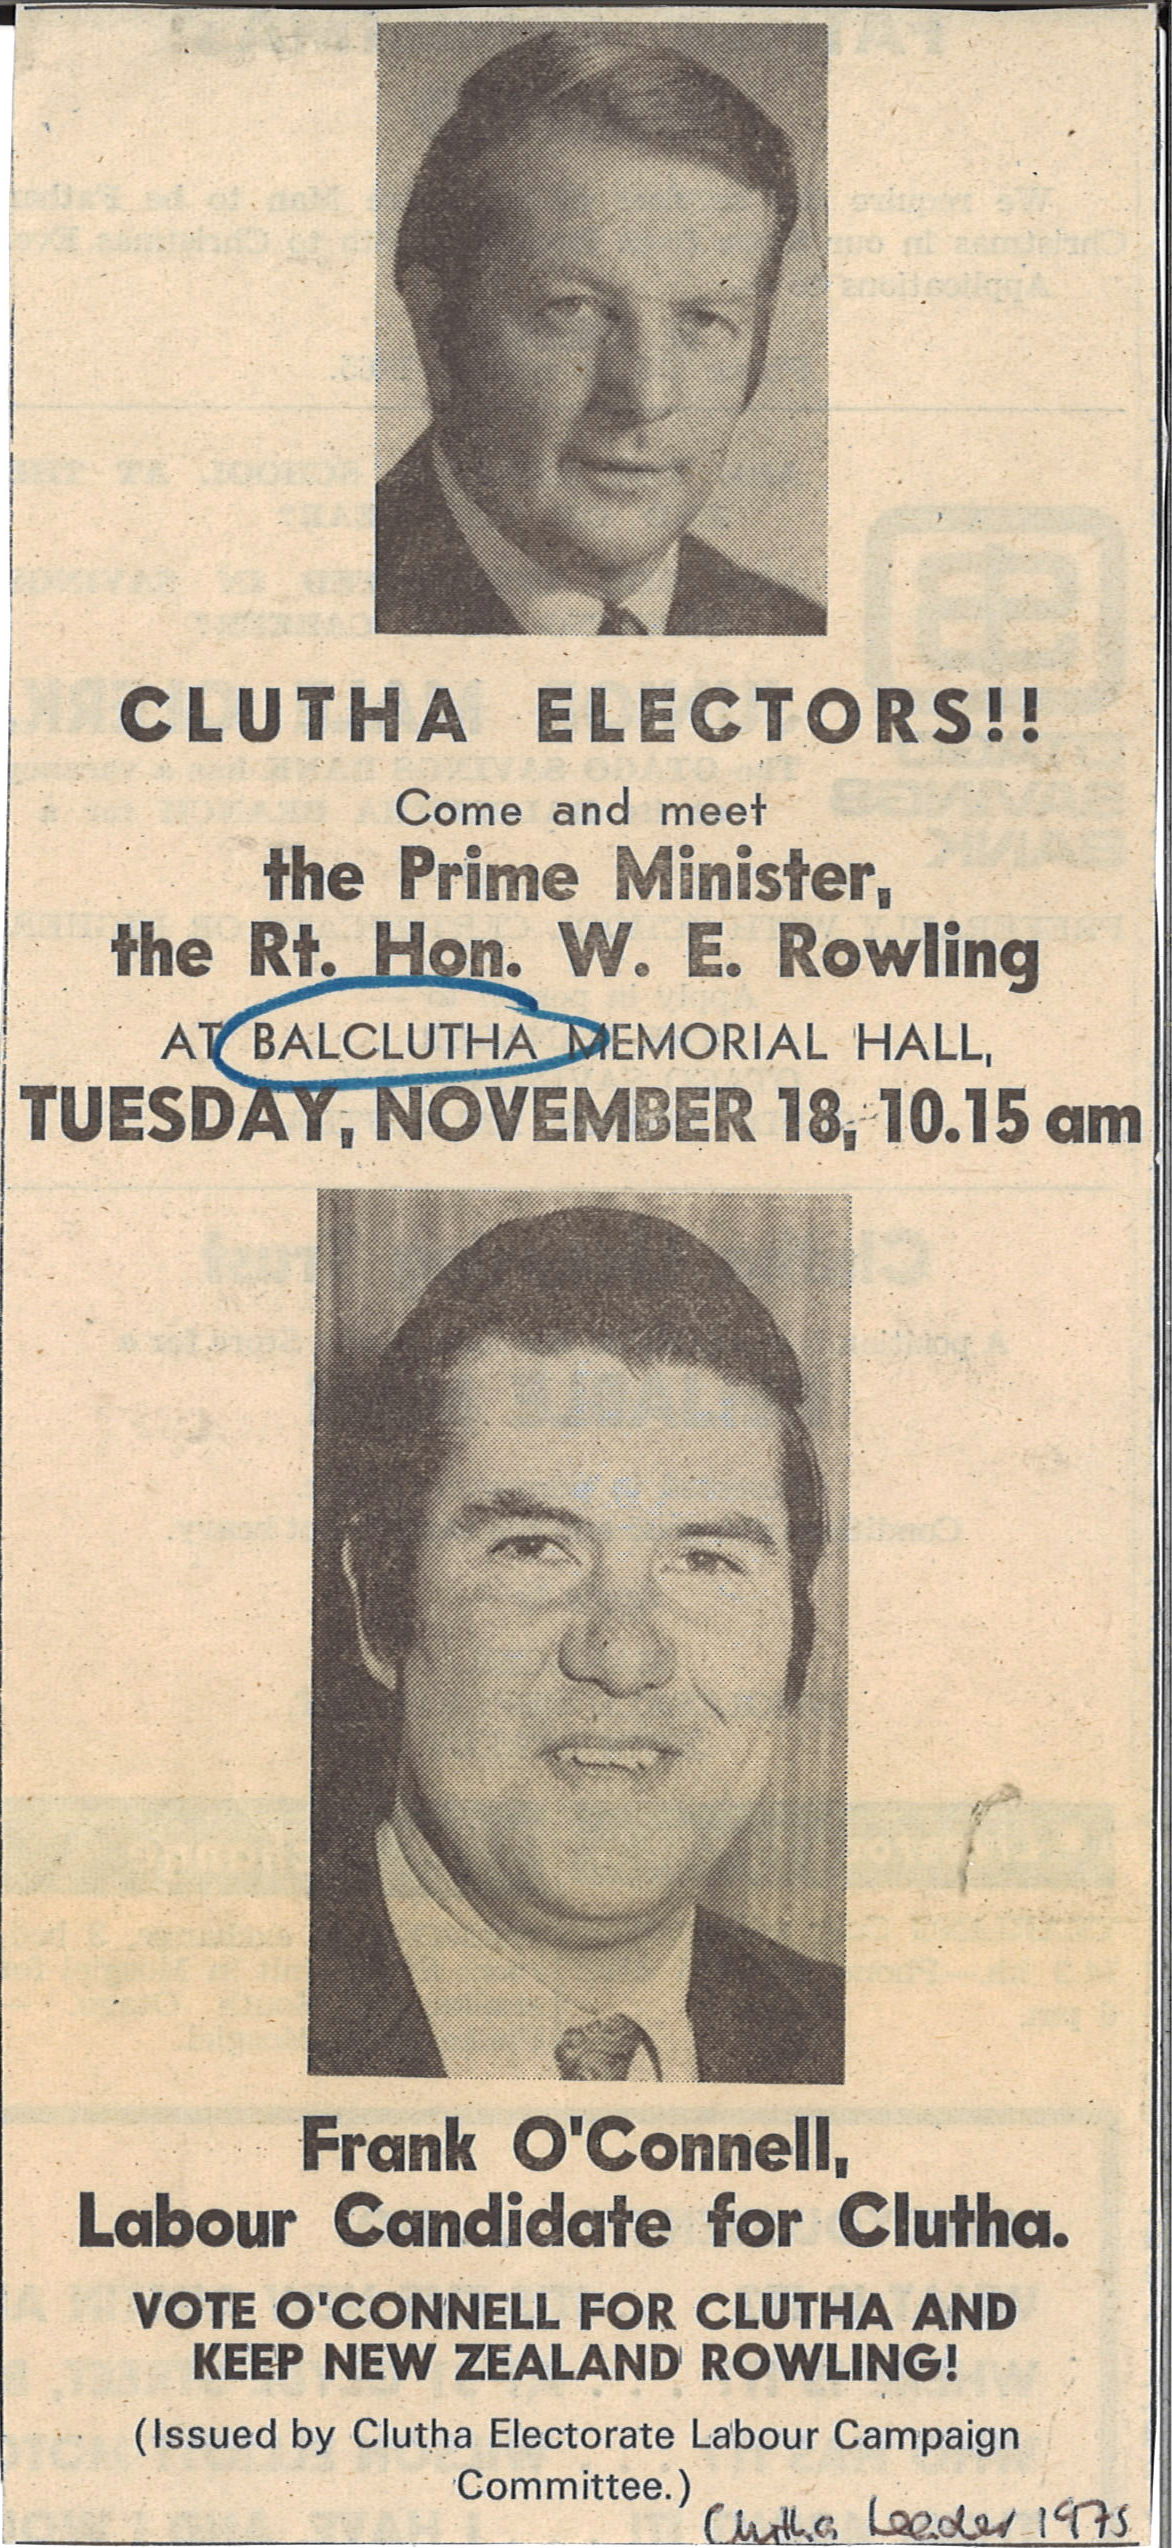 CLUTHA ELECTORS!!
Come and meet
the Prime Minister,
the Rt. Hon. W. E. Rowling
AT BALCLUTHA MEMORIAL HALL,
TUESDAY, NOVEMBER 18, 10.15 am
Frank O'Connell,
Labour Candidate for Clutha.
VOTE O'CONNELL FOR CLUTHA AND
KEEP NEW ZEALAND ROWLING!
(Issued by Clutha Electorate Labour Campaign
Committee.)
Clutha Leader 1975